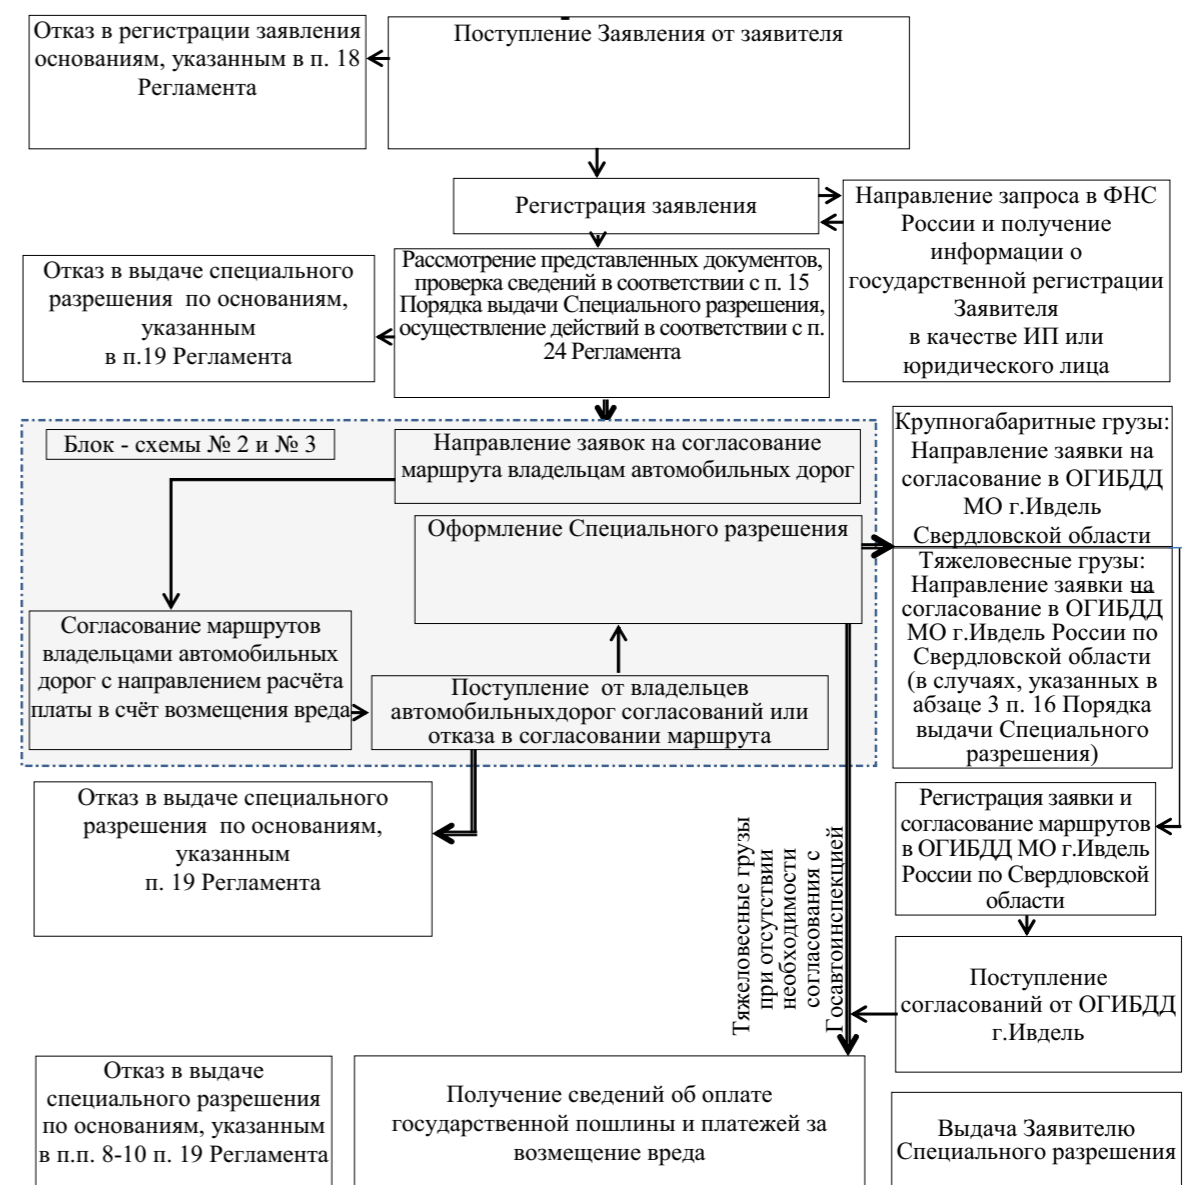 Отказ в регистрации заявления
основаниям, указанным в п. 18
Регламента
Поступление Заявления от заявителя
Регистрация заявления
Направление запроса в ФНС
России и получение
информации о
государственной регистрации
Заявителя
в качестве ИП или
юридического лица
Отказ в выдаче специального
разрешения по основаниям,
указанным
в п.19 Регламента
Рассмотрение представленных документов,
проверка сведений в соответствии с п. 15
Порядка выдачи Специального разрешения,
осуществление действий в соответствии с п.
24 Регламента
Блок - схемы № 2 и № 3
Направление заявок на согласование
маршрута владельцам автомобильных дорог
Крупногабаритные грузы:
Направление заявки на
согласование в ОГИБДД
МО г.Ивдель
Свердловской области
Оформление Специального разрешения
Тяжеловесные грузы:
Направление заявки на
согласование в ОГИБДД
МО г.Ивдель России по
Свердловской области
(в случаях, указанных в
абзаце 3 п. 16 Порядка
выдачи Специального
разрешения)
Согласование маршрутов
владельцами автомобильных
дорог с направлением расчёта
платы в счёт возмещения вреда
Поступление от владельцев
автомобильныхдорог согласований или
отказа в согласовании маршрута
Отказ в выдаче специального
разрешения по основаниям,
указанным
п. 19 Регламента
Тяжеловесные грузы
при отсутствии
необходимости
согласования с
Госавтоинспекцией
Регистрация заявки и
согласование маршрутов
в ОГИБДД МО г.Ивдель
России по Свердловской
области
Поступление
согласований от ОГИБДД
г.Ивдель
Отказ в выдаче
специального разрешения
по основаниям, указанным
в п.п. 8-10 п. 19 Регламента
Получение сведений об оплате
государственной пошлины и платежей за
возмещение вреда
Выдача Заявителю
Специального разрешения